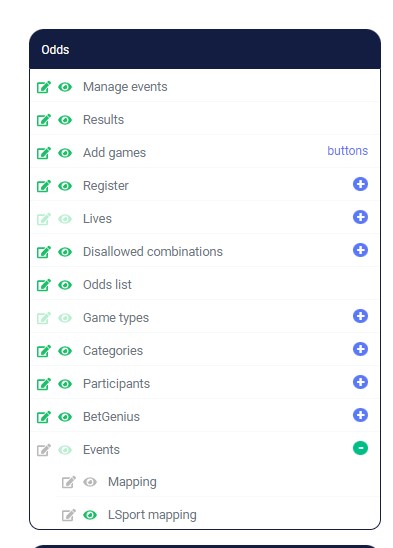 Odds
Manage events
Results
Add games buttons
Register
Lives
Disallowed combinations
Odds list
Game types
Categories
Participants
BetGenius
Events
Mapping
LSport mapping